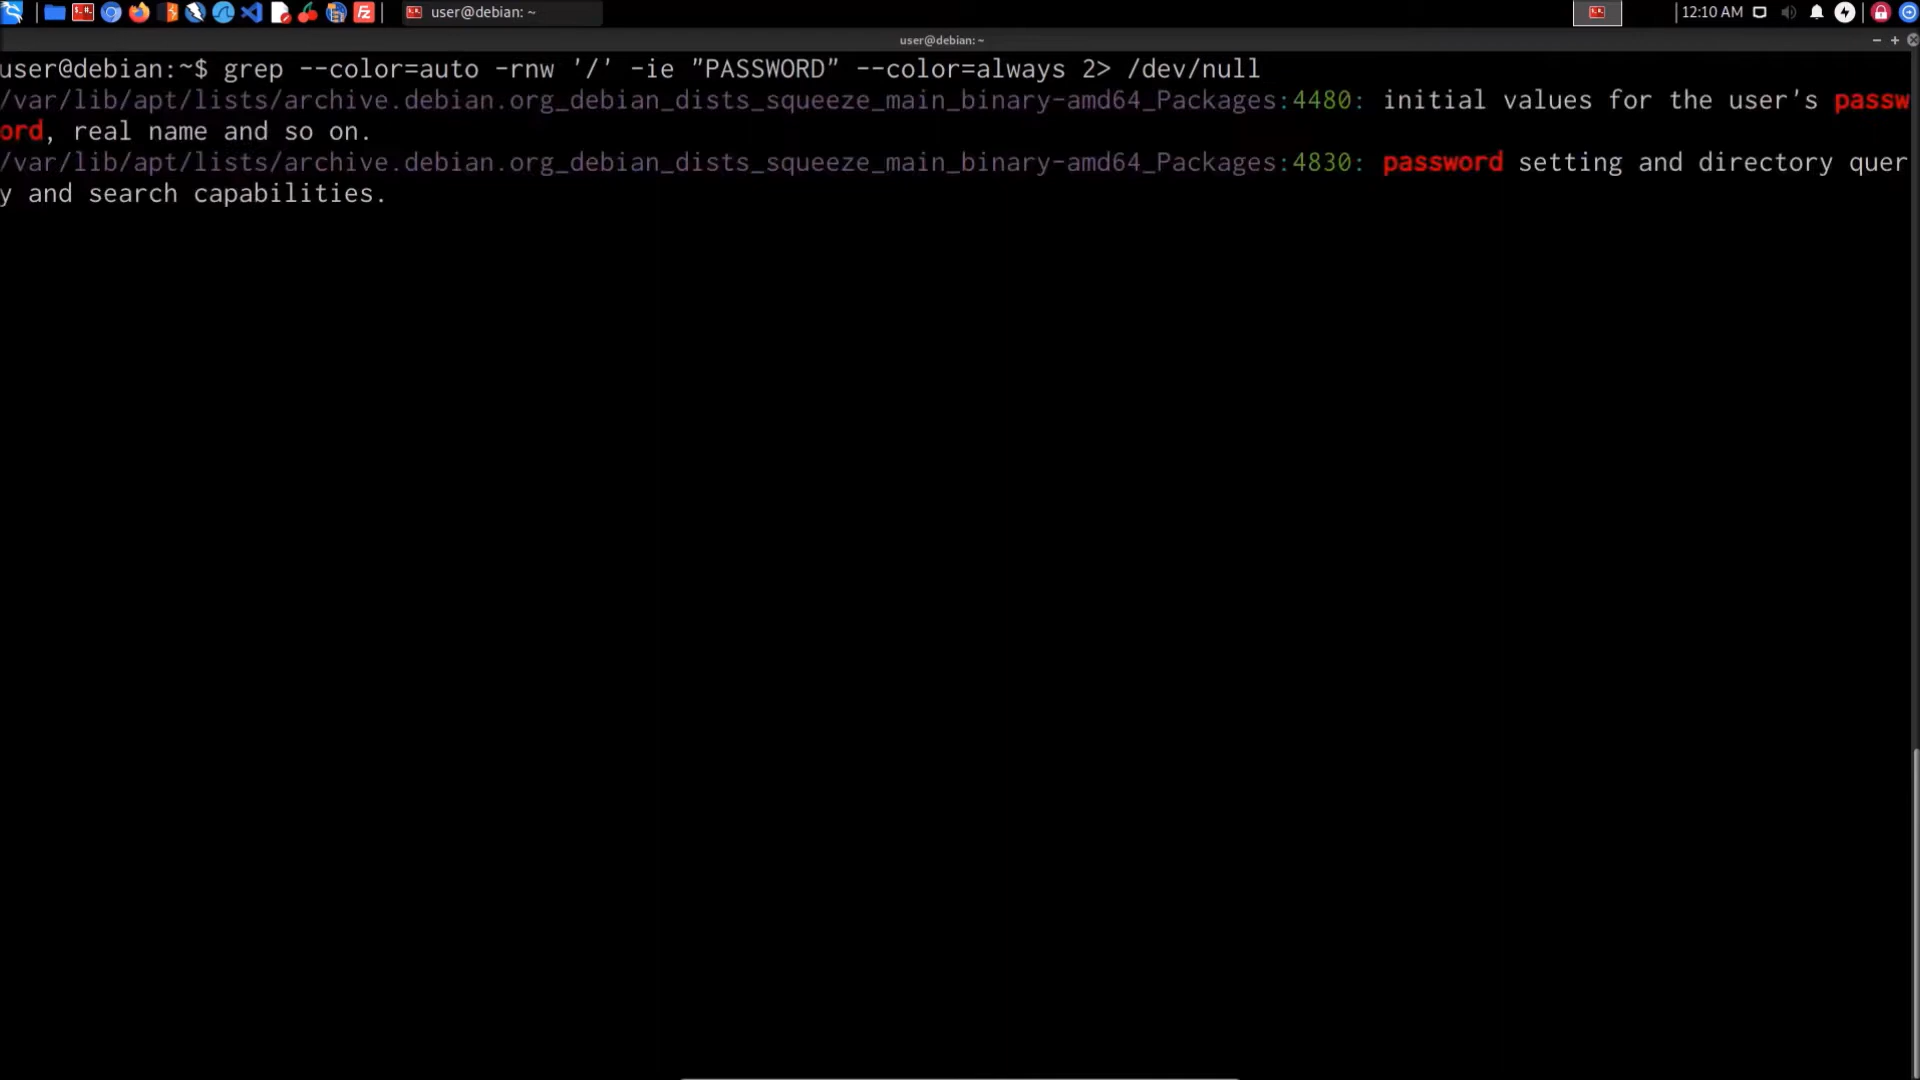 user@debian: ~
12:10 AM
user@debian: ~
user@debian:~$ grep --color=auto -rnw '/' -ie "PASSWORD" --color=always 2> /dev/null
/var/lib/apt/lists/archive.debian.org_debian_dists_squeeze_main_binary-amd64_Packages:4480: initial values for the user's passw
ord, real name and so on.
/var/lib/apt/lists/archive.debian.org_debian_dists_squeeze_main_binary-amd64_Packages:4830: password setting and directory quer
y and search capabilities.